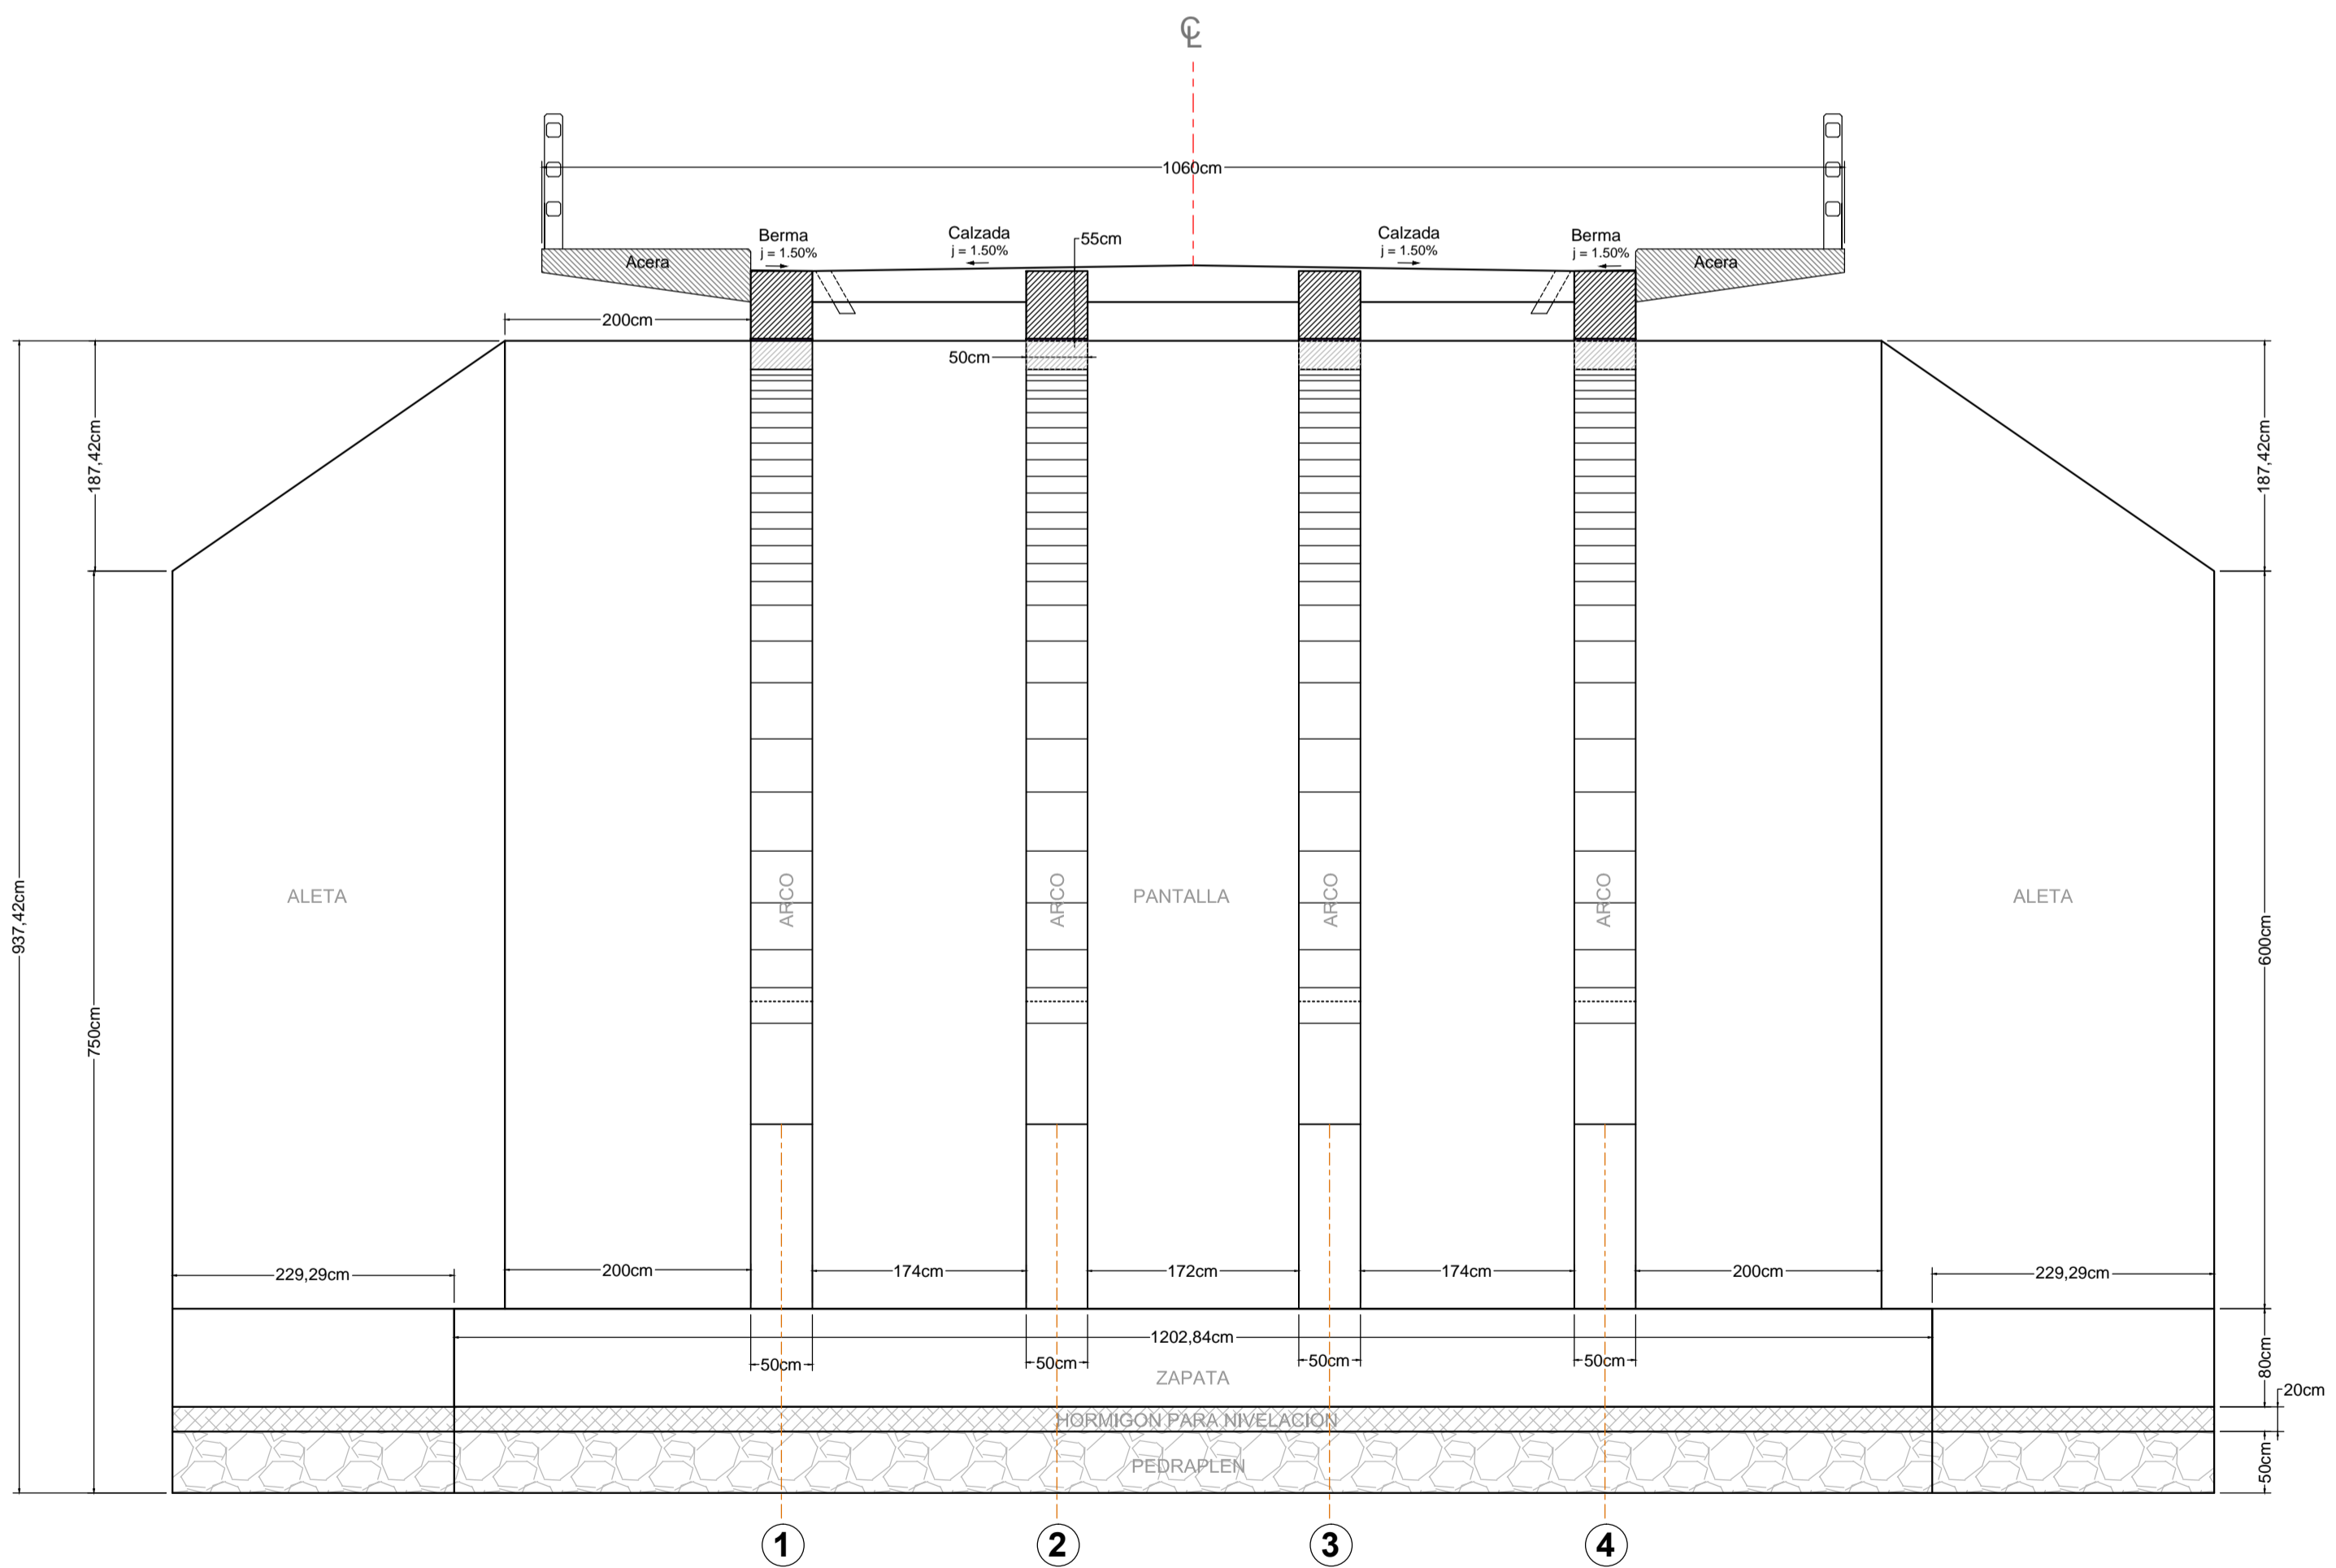 ℄
1060cm
Berma
j = 1.50%
Calzada
j = 1.50%
55cm
Calzada
j = 1.50%
Berma
j = 1.50%
Acera
Acera
200cm
50cm
187,42cm
187,42cm
937,42cm
750cm
600cm
ALETA
ARCO
ARCO
PANTALLA
ARCO
ARCO
ALETA
229,29cm
200cm
174cm
172cm
174cm
200cm
229,29cm
1202,84cm
50cm
50cm
50cm
50cm
80cm
ZAPATA
20cm
HORMIGON PARA NIVELACION
PEDRAPLEN
50cm
1
2
3
4